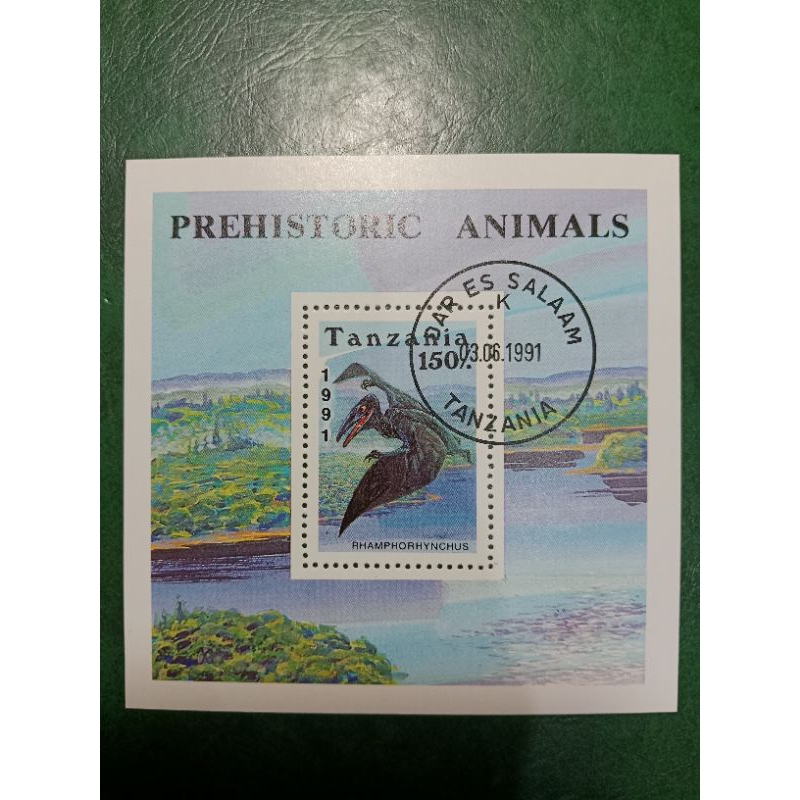 PREHISTORIC ANIMALS
DAR ES SALAAM
K
03.06.1991
TANZANIA
Tanzania
150/.
1991
RHAMPHORHYNCHUS